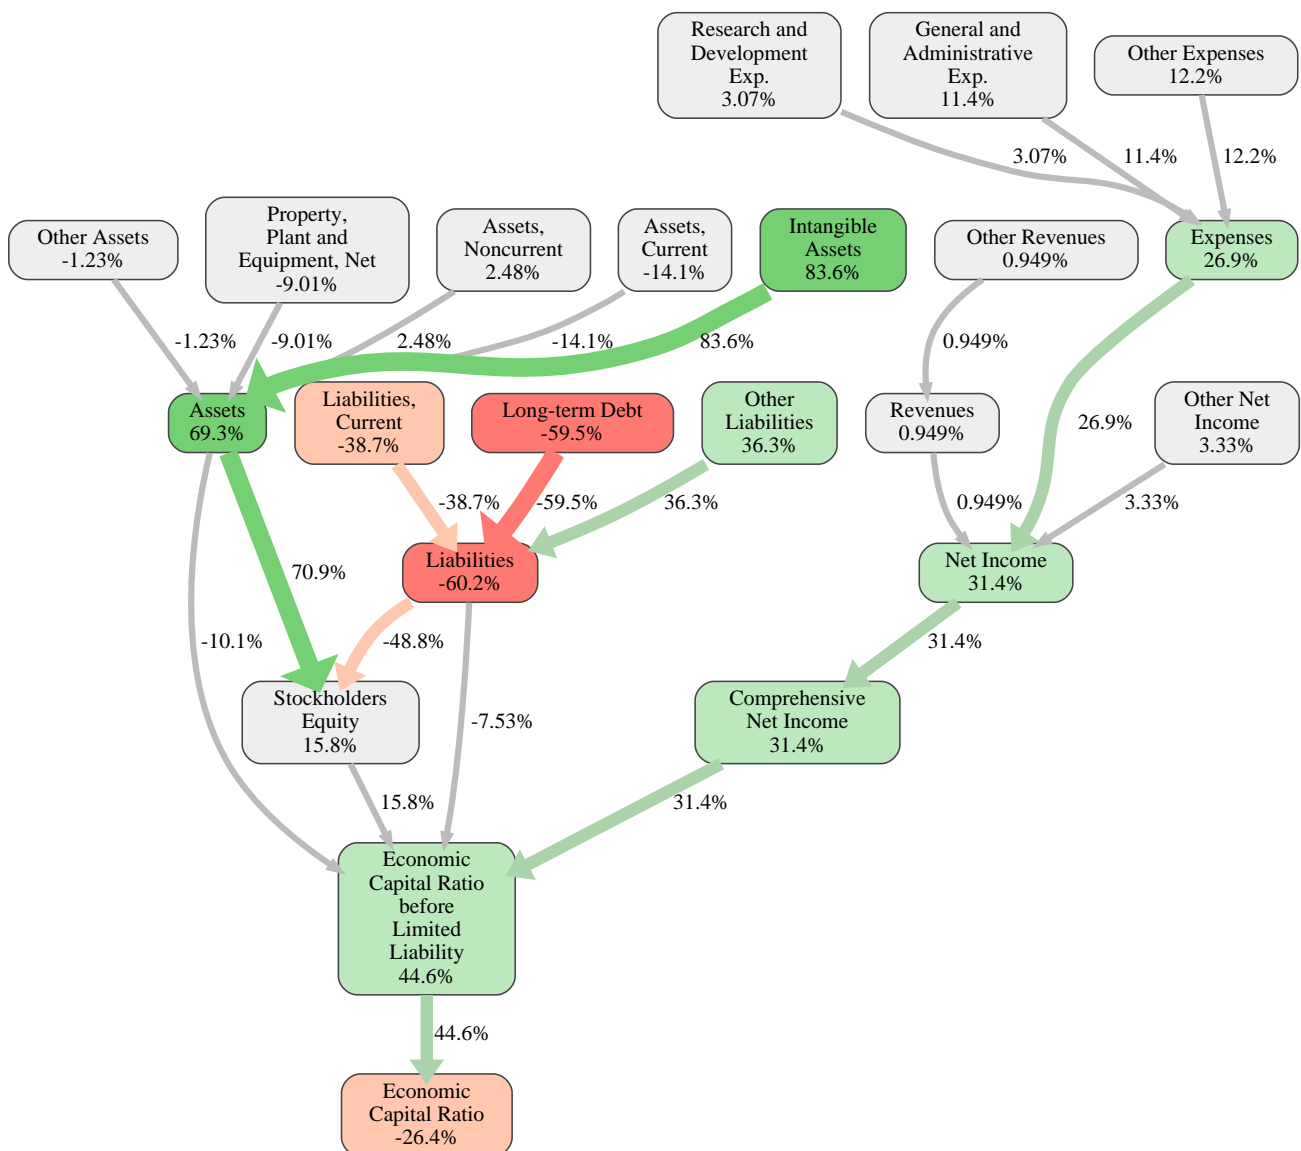 Research and
Development
Exp.
3.07%
General and
Administrative
Exp.
11.4%
Other Expenses
12.2%
3.07%
11.4%
12.2%
Other Assets
-1.23%
Property,
Plant and
Equipment, Net
-9.01%
Assets,
Noncurrent
2.48%
Assets,
Current
-14.1%
Intangible
Assets
83.6%
Other Revenues
0.949%
Expenses
26.9%
-1.23%
-9.01%
2.48%
-14.1%
83.6%
0.949%
Assets
69.3%
Liabilities,
Current
-38.7%
Long-term Debt
-59.5%
Other
Liabilities
36.3%
Revenues
0.949%
26.9%
Other Net
Income
3.33%
-38.7%
-59.5%
36.3%
0.949%
3.33%
Liabilities
-60.2%
Net Income
31.4%
70.9%
-10.1%
-48.8%
31.4%
Stockholders
Equity
15.8%
-7.53%
Comprehensive
Net Income
31.4%
15.8%
31.4%
Economic
Capital Ratio
before
Limited
Liability
44.6%
44.6%
Economic
Capital Ratio
-26.4%